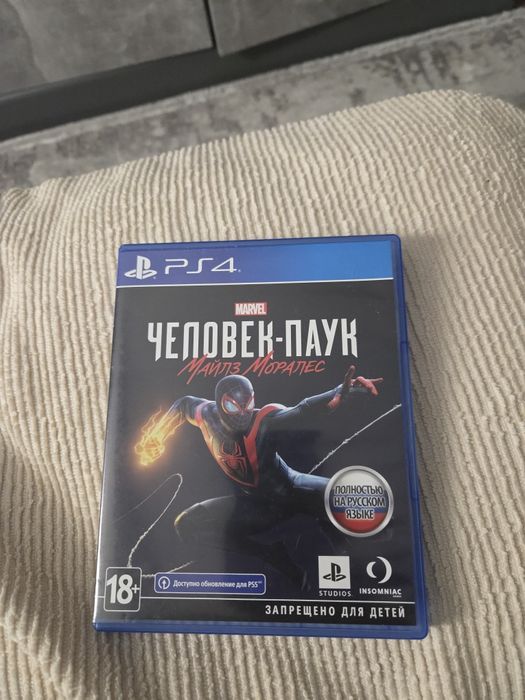 PS4
MARVEL
ЧЕЛОВЕК-ПАУК
МАЙЛЗ МОРАЛЕС
ПОЛНОСТЬЮ
НА РУССКОМ
ЯЗЫКЕ
18+
Доступно обновление для PS5
STUDIOS
INSOMNIAC
GAMES
ЗАПРЕЩЕНО ДЛЯ ДЕТЕЙ